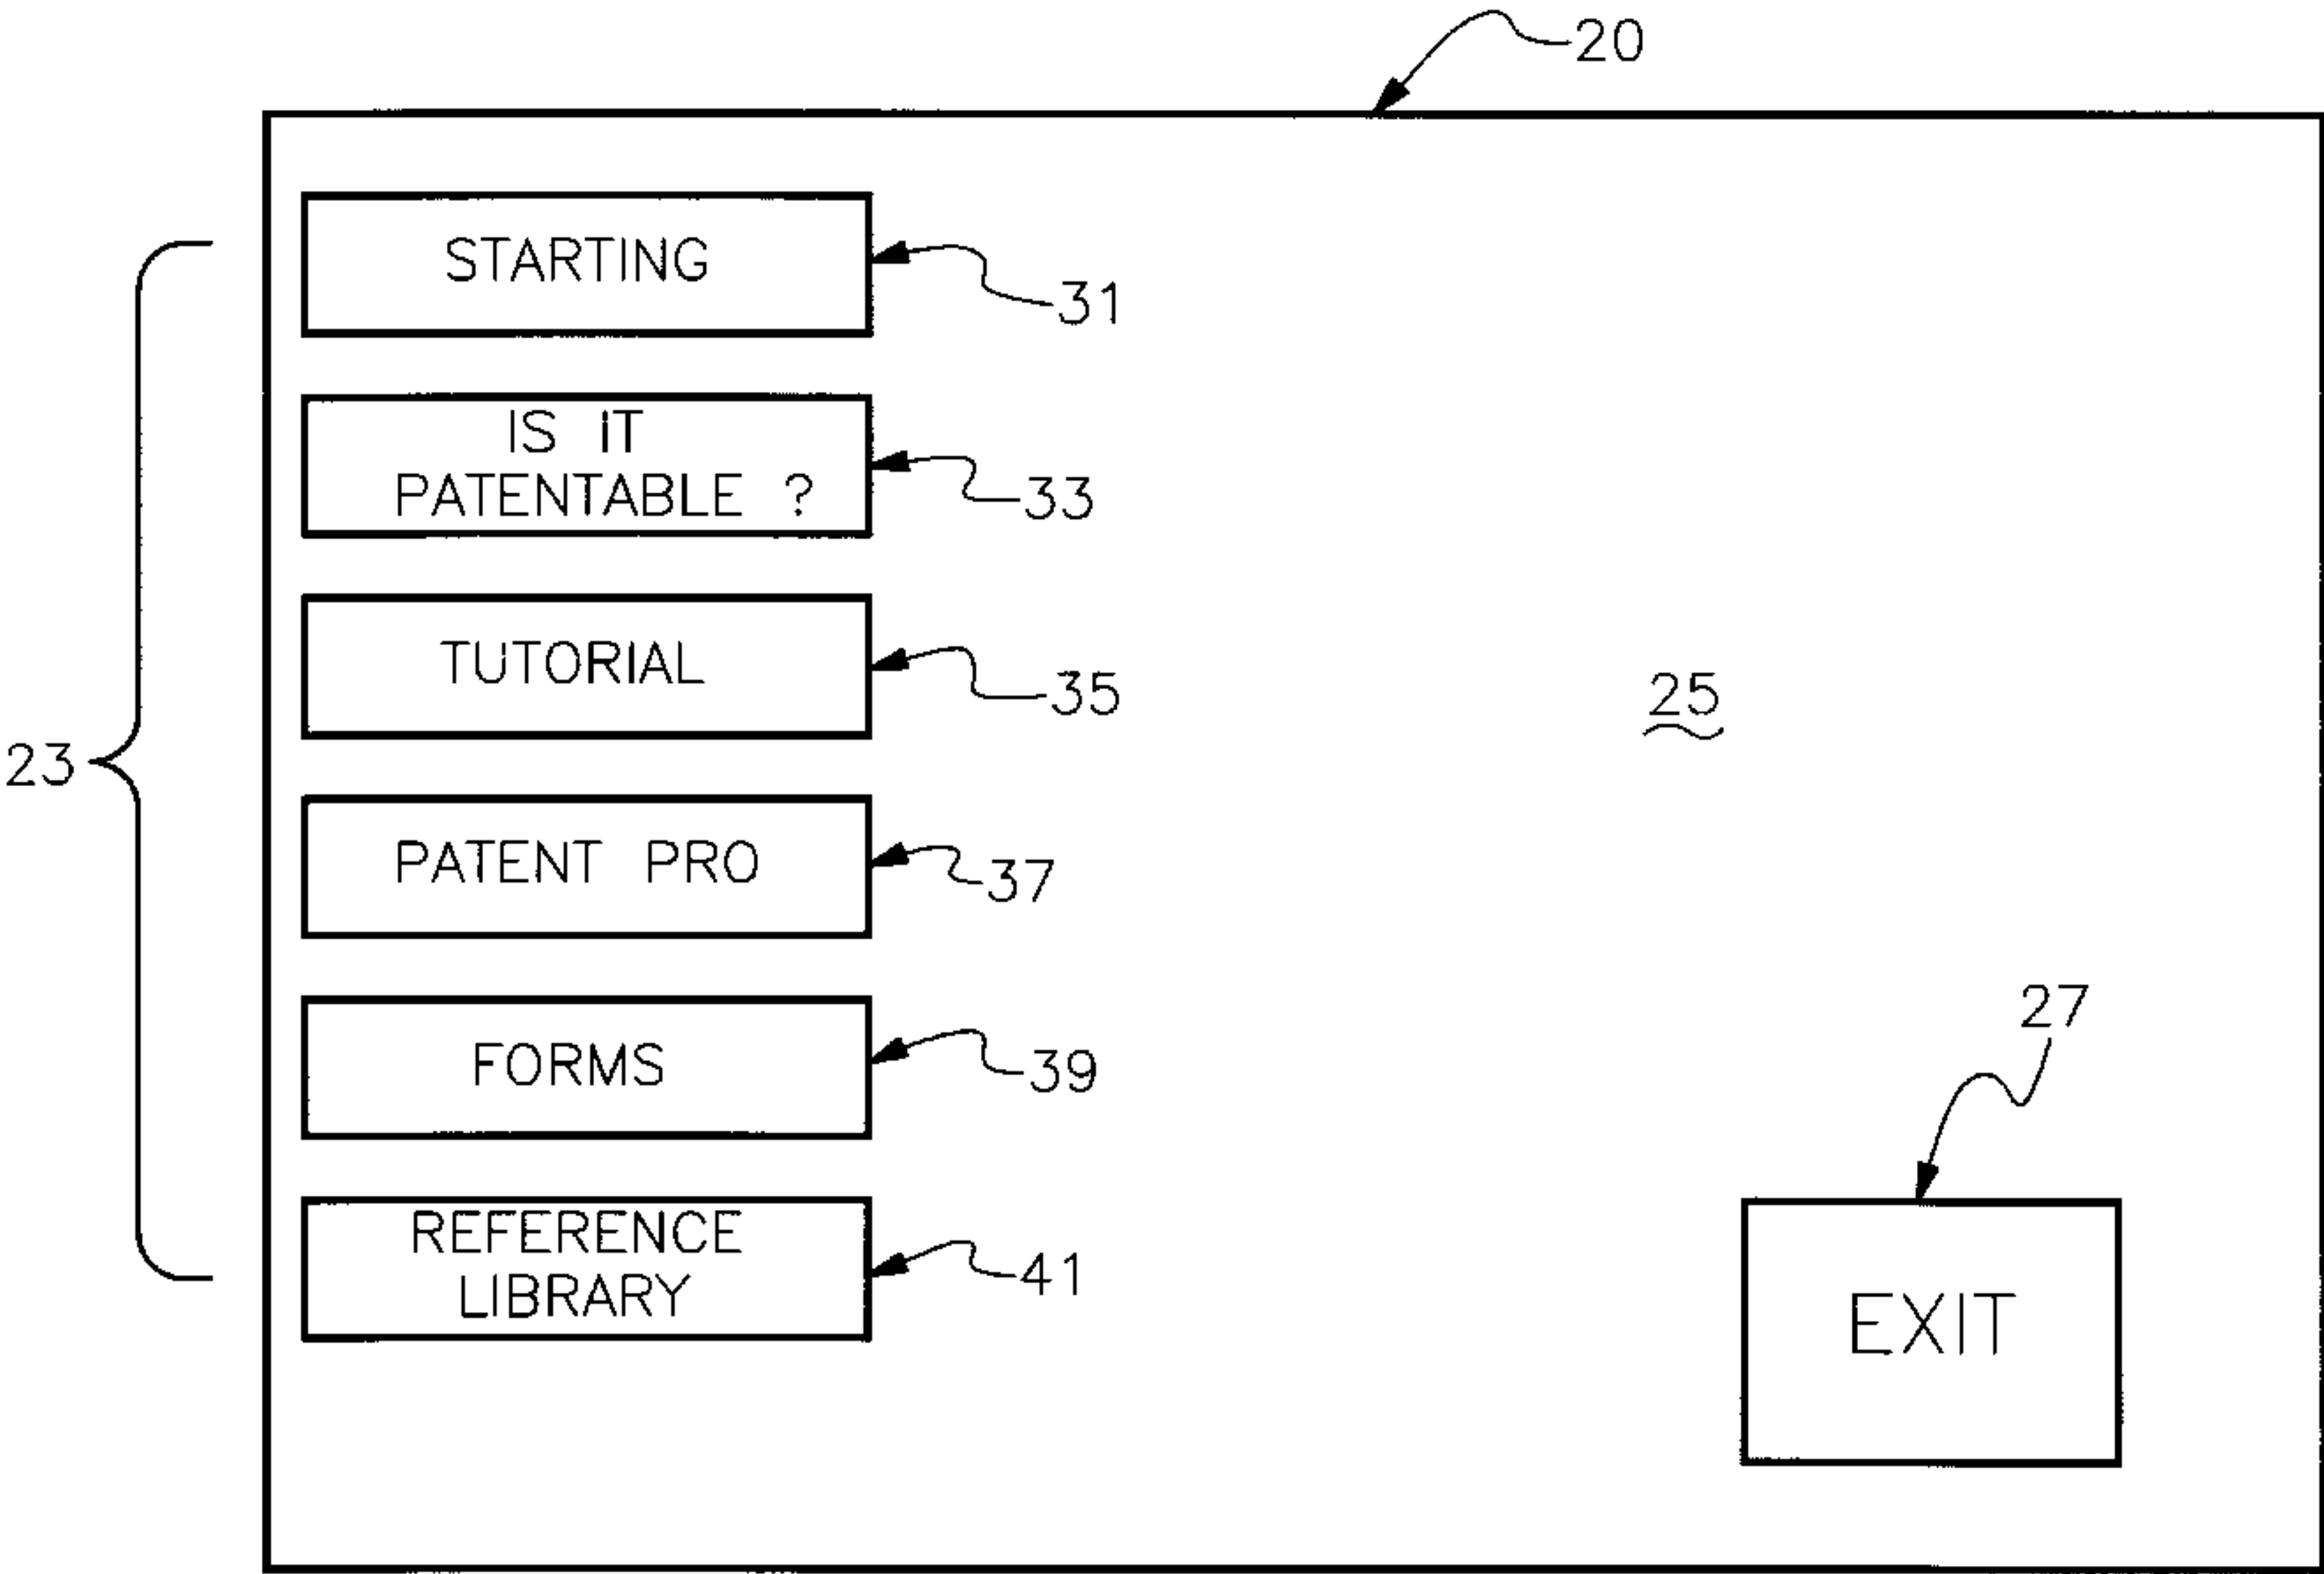 20
STARTING
31
IS IT
PATENTABLE ?
33
TUTORIAL
35
25
23
PATENT PRO
37
FORMS
39
27
REFERENCE
LIBRARY
41
EXIT